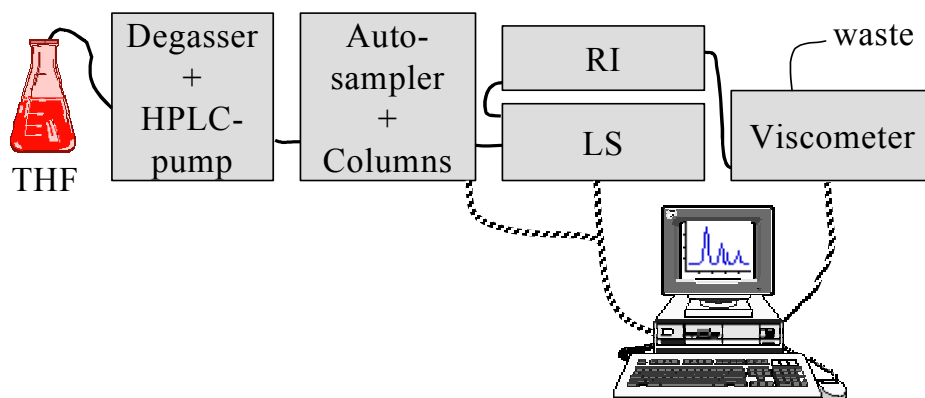 THF
Degasser
+
HPLC-
pump
Auto-
sampler
+
Columns
RI
LS
Viscometer
waste